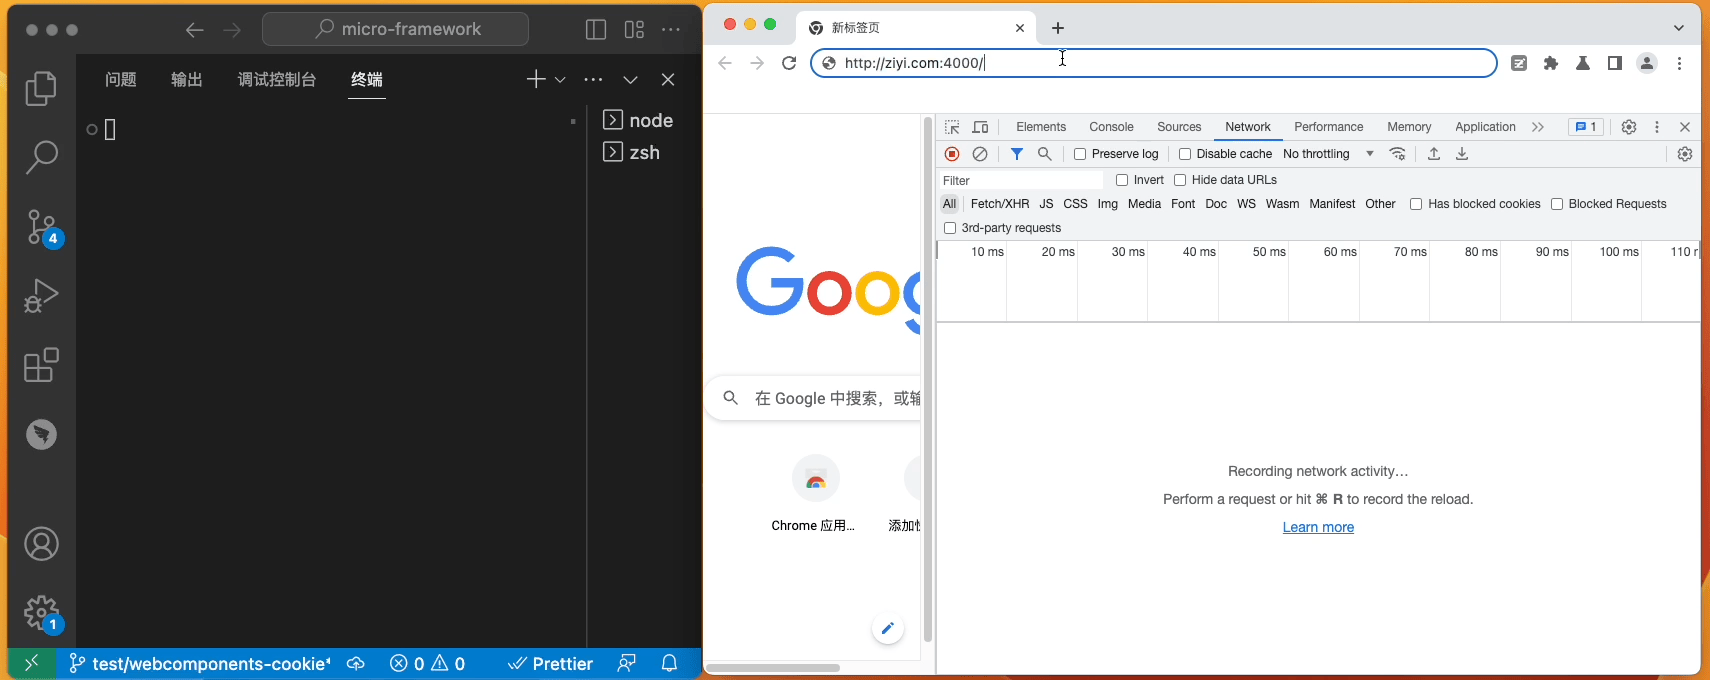 micro-framework
问题 输出 调试控制台 终端
node
zsh
4
1
test/webcomponents-cookie*
0 0
Prettier
新标签页
http://ziyi.com:4000/
Goog
在 Google 中搜索，或输
Chrome 应用...
添加快
Elements Console Sources Network Performance Memory Application 1
Preserve log Disable cache No throttling
Filter Invert Hide data URLs
All Fetch/XHR JS CSS Img Media Font Doc WS Wasm Manifest Other Has blocked cookies Blocked Requests
3rd-party requests
10 ms 20 ms 30 ms 40 ms 50 ms 60 ms 70 ms 80 ms 90 ms 100 ms 110 r
Recording network activity…
Perform a request or hit ⌘ R to record the reload.
Learn more